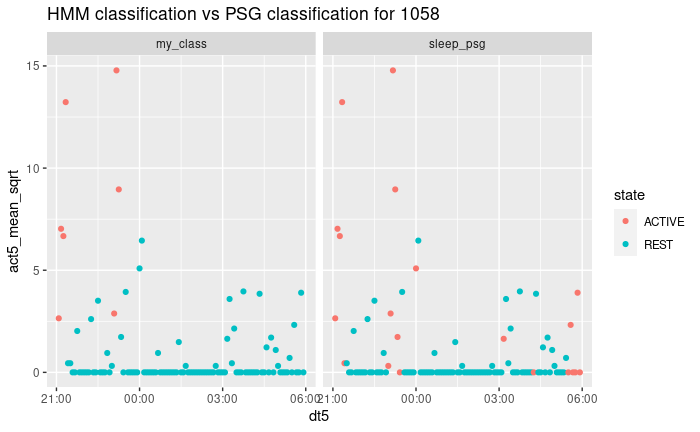 HMM classification vs PSG classification for 1058
my_class
sleep_psg
act5_mean_sqrt
15
10
5
0
21:00
00:00
03:00
06:00
21:00
00:00
03:00
06:00
dt5
state
ACTIVE
REST